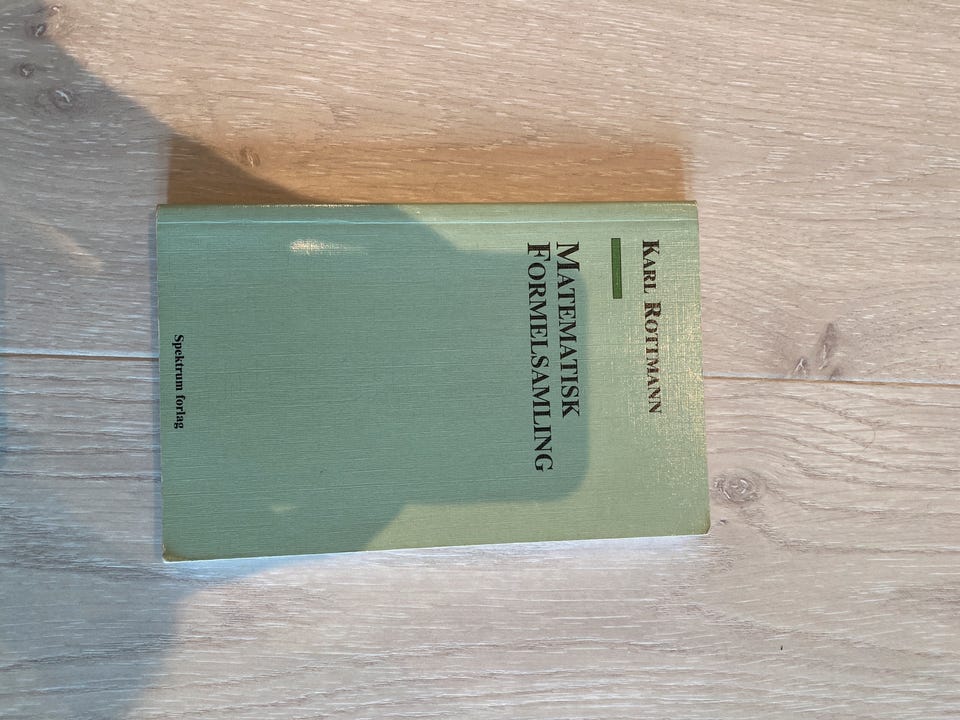 KARL ROTTMANN
MATEMATISK
FORMELSAMLING
Spektrum forlag